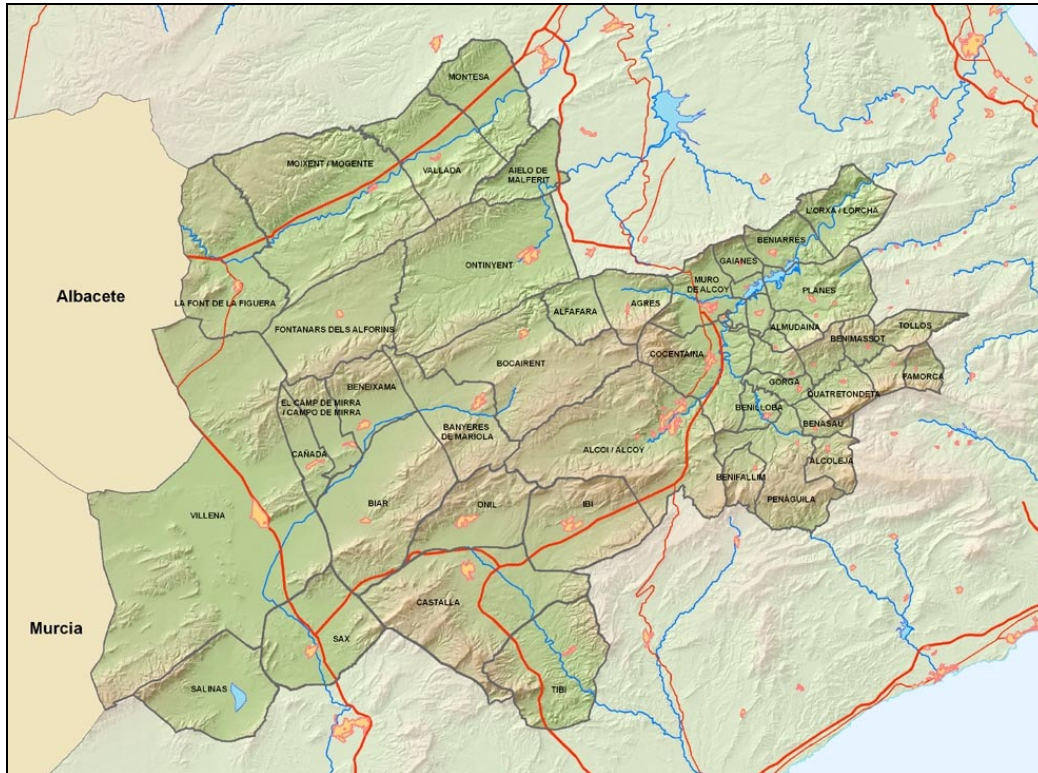 MONTESA
MOIXENT / MOGENTE
VALLADA
AIELO DE
MALFERIT
L'ORXA / LORCHA
BENIARRÉS
GAIANES
ONTINYENT
MURO
DE ALCOY
PLANES
Albacete
LA FONT DE LA FIGUERA
ALFAFARA
AGRES
FONTANARS DELS ALFORINS
ALMUDAINA
TOLLOS
BENIMASSOT
COCENTAINA
BOCAIRENT
FAMORCA
BENEIXAMA
GORGA
QUATRETONDETA
EL CAMP DE MIRRA
/ CAMPO DE MIRRA
BENILLOBA
BANYERES
DE MARIOLA
BENASAU
ALCOI / ALCOY
CAÑADA
ALCOLEJA
BENIFALLIM
PENÀGUILA
BIAR
ONIL
IBI
VILLENA
CASTALLA
Murcia
SAX
SALINAS
TIBI